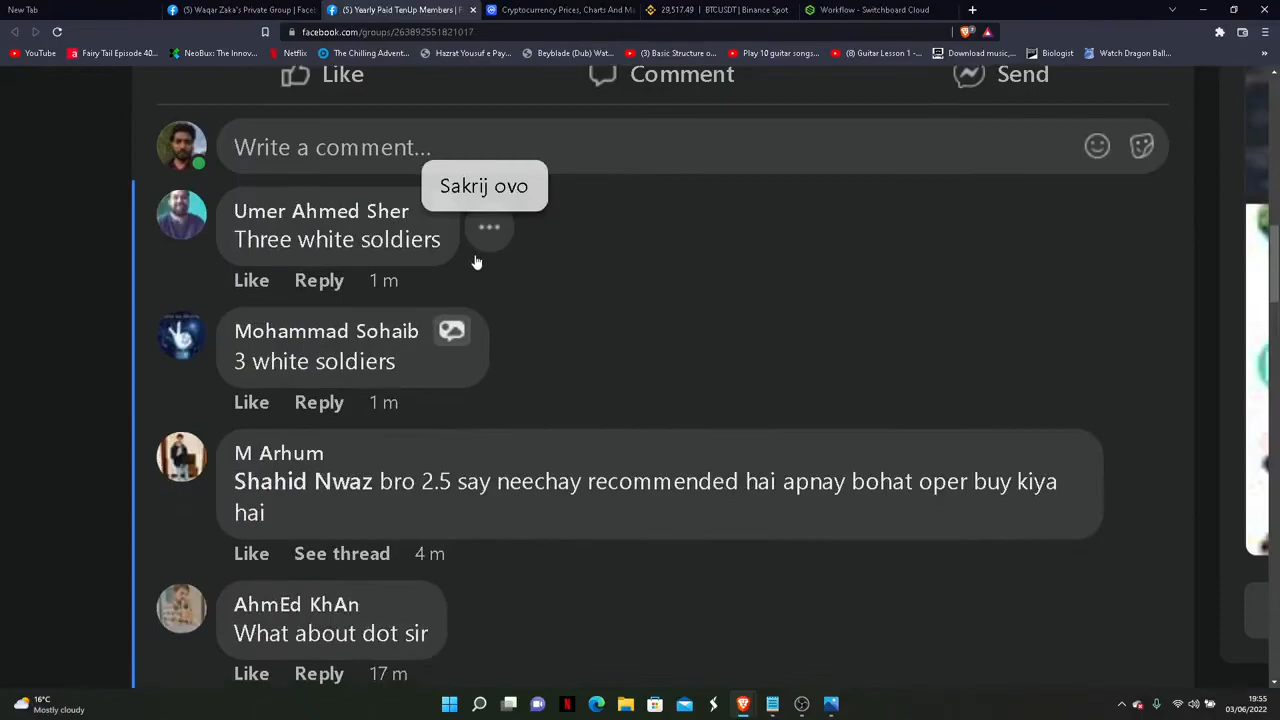 New Tab
(5) Waqar Zaka's Private Group | Face
(5) Yearly Paid TenUp Members | F
Cryptocurrency Prices, Charts And M
29,517.49 | BTCUSDT | Binance Spot
Workflow - Switchboard Cloud
facebook.com/groups/263892551821017
YouTube
Fairy Tail Episode 40...
NeoBux: The Innov...
Netflix
The Chilling Advent...
Hazrat Yousuf e Pay...
Beyblade (Dub) Wat...
(3) Basic Structure o...
Play 10 guitar songs...
(8) Guitar Lesson 1 -...
Download music,...
Biologist
Watch Dragon Ball...
Like
Comment
Send
Write a comment...
Sakrij ovo
Umer Ahmed Sher
Three white soldiers
Like Reply 1 m
Mohammad Sohaib
3 white soldiers
Like Reply 1 m
M Arhum
Shahid Nwaz bro 2.5 say neechay recommended hai apnay bohat oper buy kiya
hai
Like See thread 4 m
AhmEd KhAn
What about dot sir
Like Reply 17 m
16°C
Mostly cloudy
19:55
03/06/2022